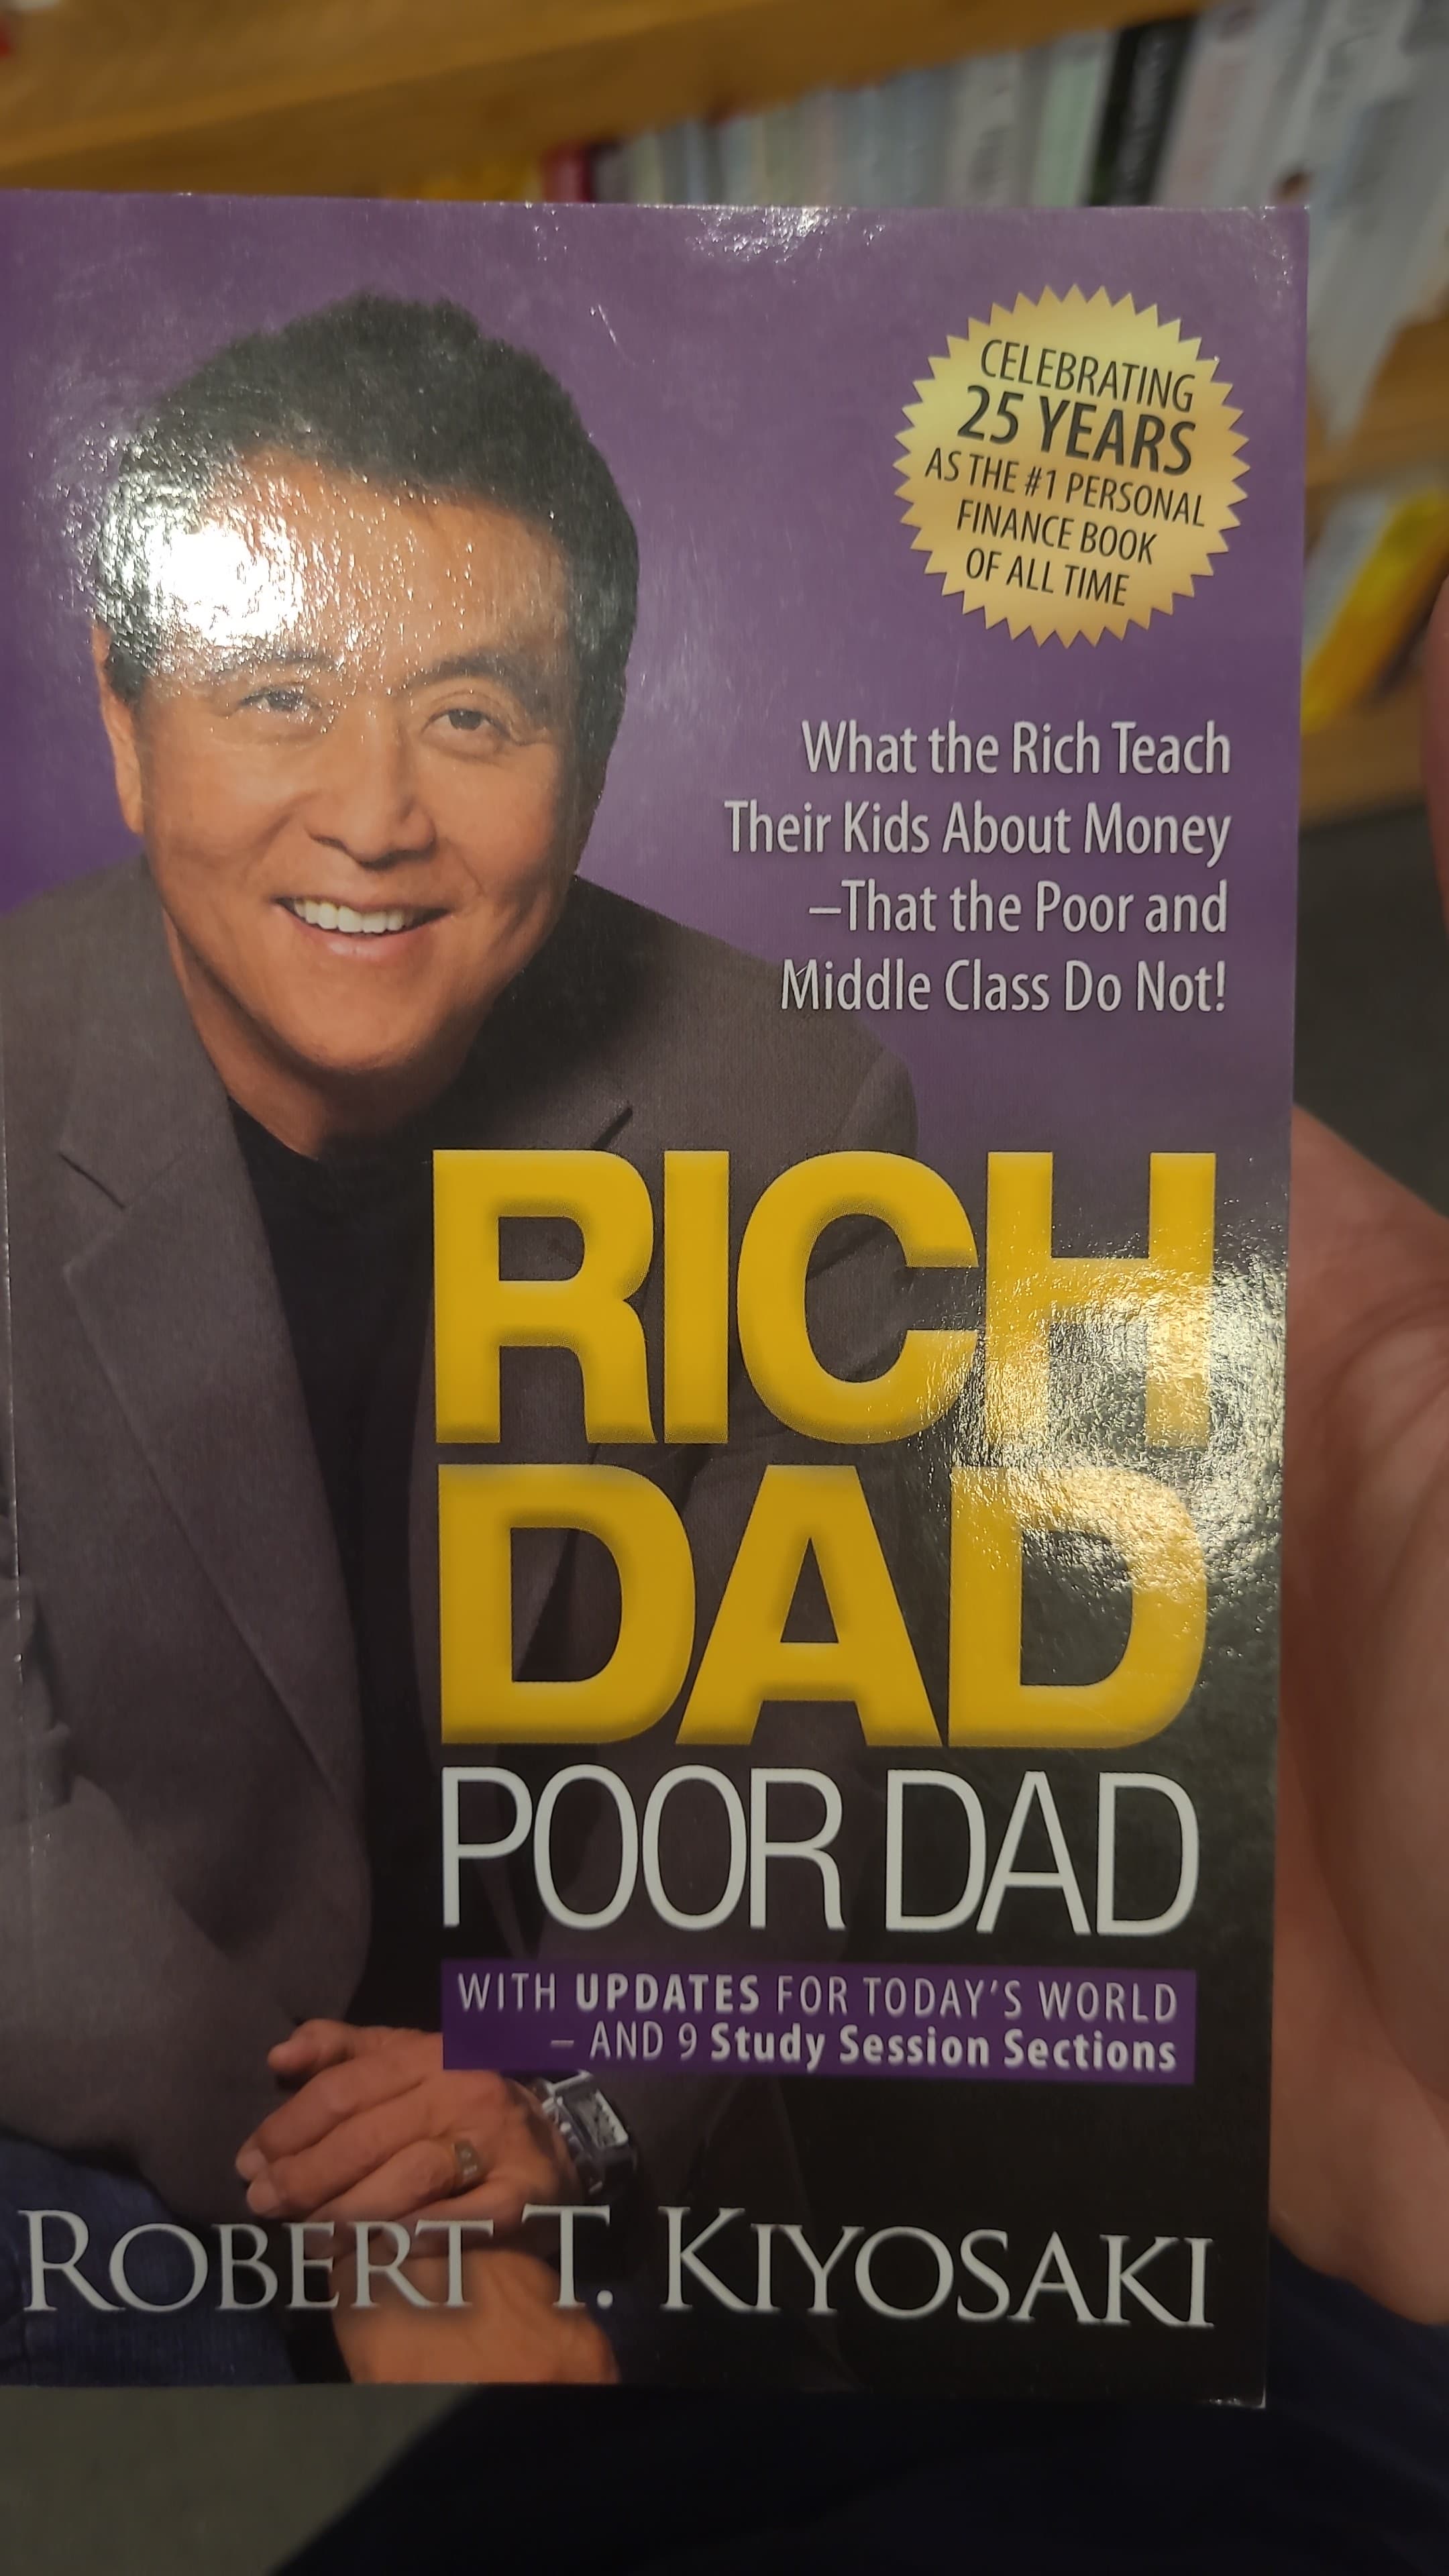 CELEBRATING
25 YEARS
AS THE #1 PERSONAL
FINANCE BOOK
OF ALL TIME
What the Rich Teach
Their Kids About Money
–That the Poor and
Middle Class Do Not!
RICH
DAD
POOR DAD
WITH UPDATES FOR TODAY'S WORLD
– AND 9 Study Session Sections
ROBERT T. KIYOSAKI